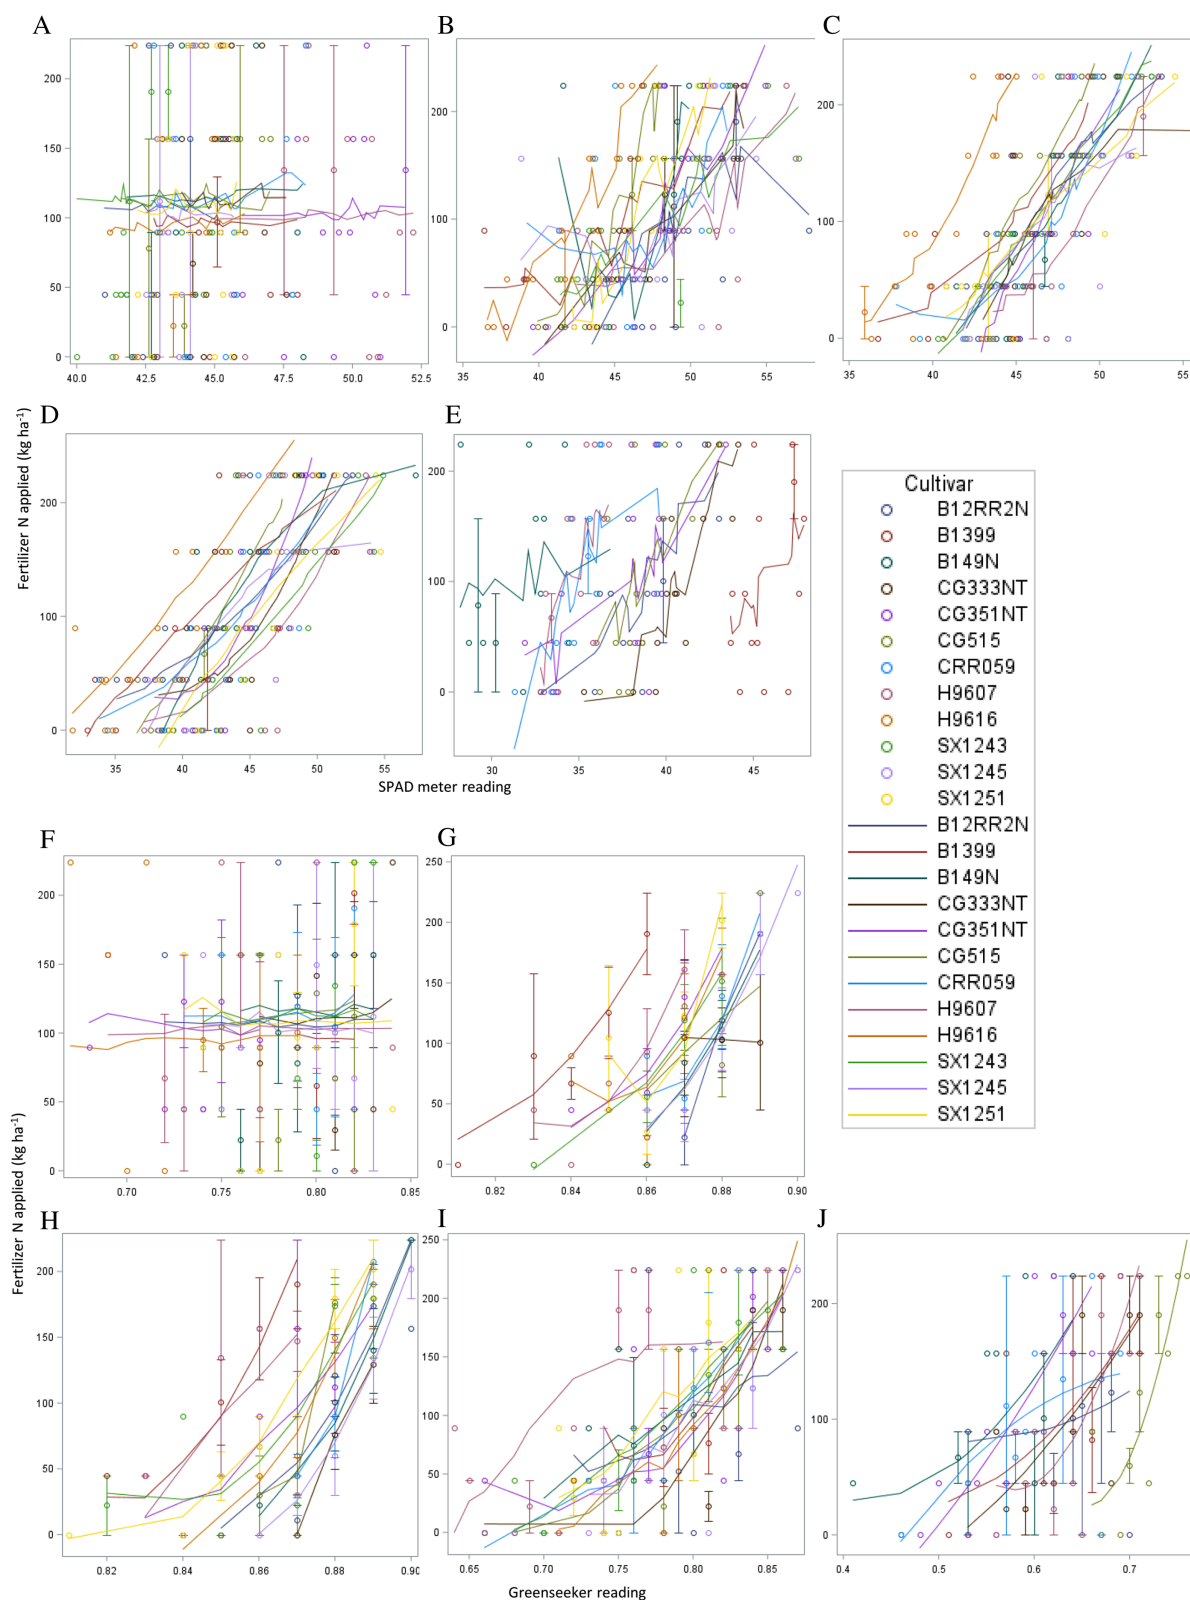 A
B
C
200
150
100
50
0
40.0 42.5 45.0 47.5 50.0 52.5
200
100
0
35 40 45 50 55
200
100
0
35 40 45 50 55
D
E
Fertilizer N applied (kg ha-1)
200
100
0
35 40 45 50 55
200
100
0
30 35 40 45
SPAD meter reading
Cultivar
B12RR2N
B1399
B149N
CG333NT
CG351NT
CG515
CRR059
H9607
H9616
SX1243
SX1245
SX1251
B12RR2N
B1399
B149N
CG333NT
CG351NT
CG515
CRR059
H9607
H9616
SX1243
SX1245
SX1251
F
G
200
150
100
50
0
0.70 0.75 0.80 0.85
250
200
150
100
50
0
0.82 0.84 0.86 0.88 0.90
Fertilizer N applied (kg ha-1)
H
I
J
200
150
100
50
0
0.82 0.84 0.86 0.88 0.90
250
200
150
100
50
0
0.65 0.70 0.75 0.80 0.85
200
100
0
0.4 0.5 0.6 0.7
Greenseeker reading